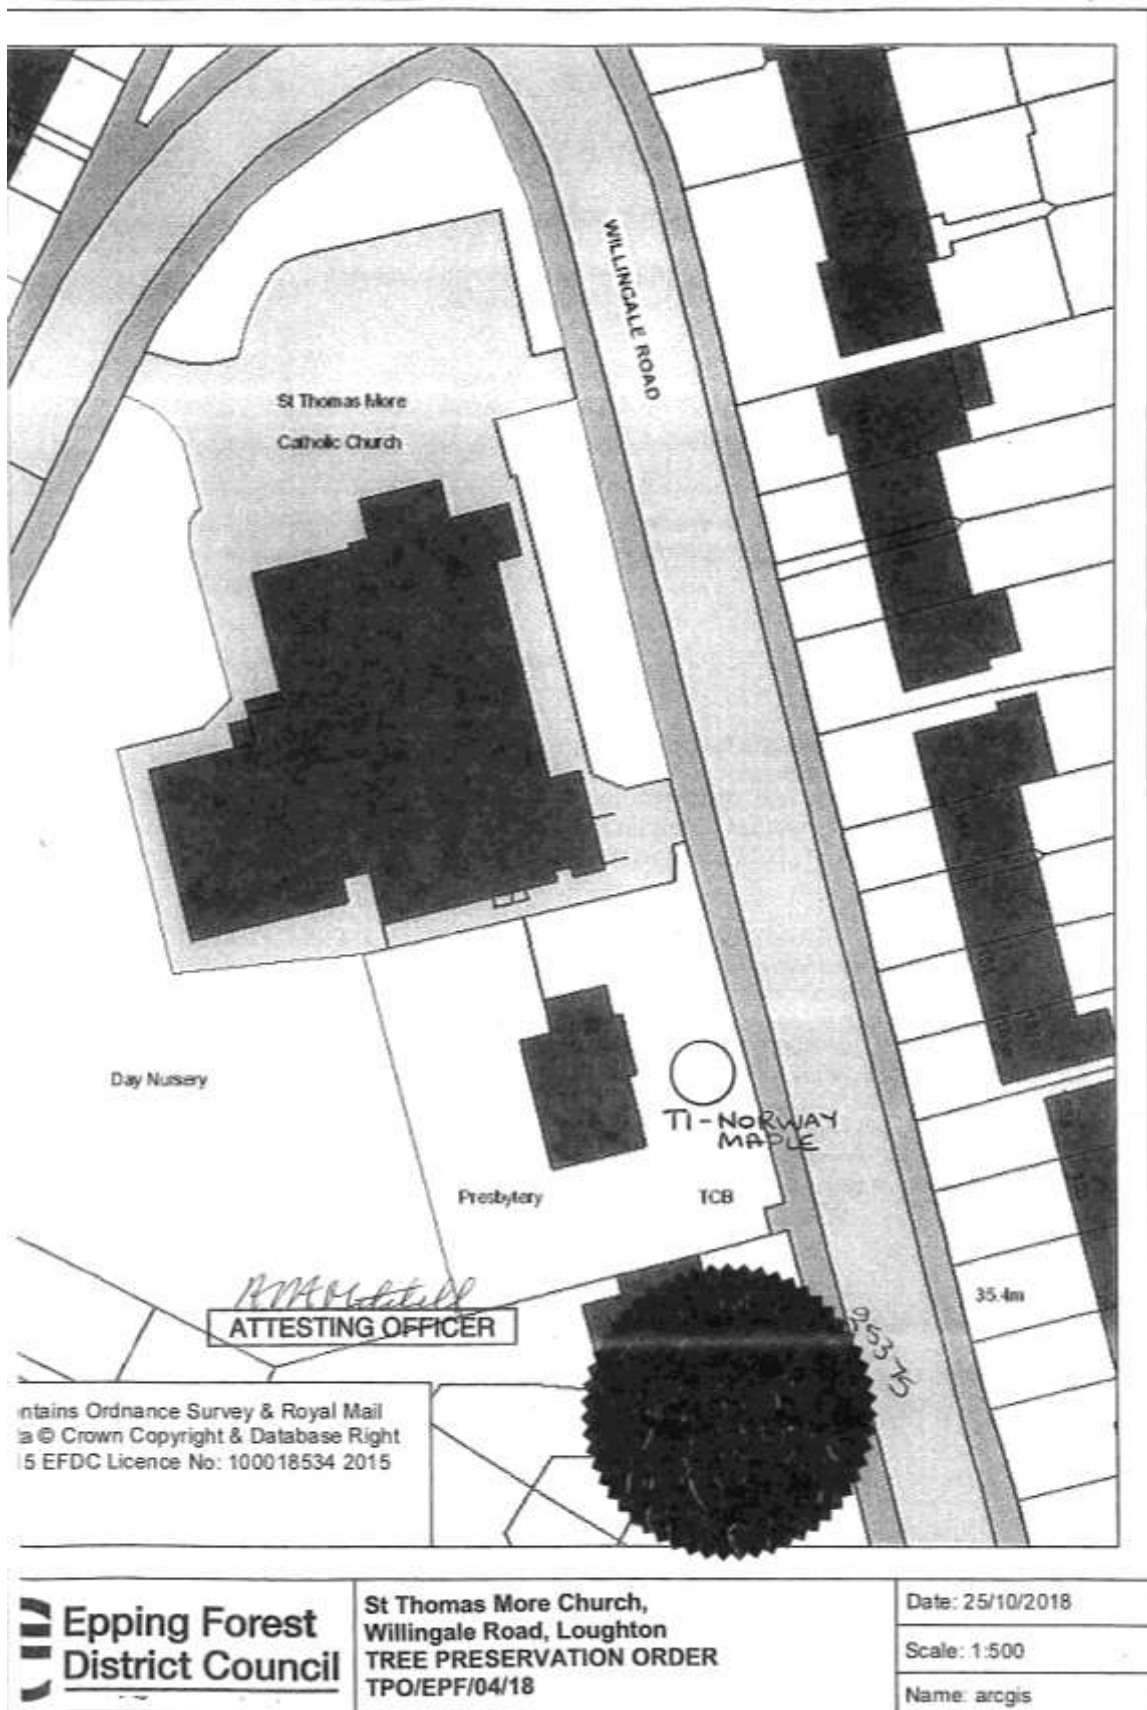 WILLINGALE ROAD
St Thomas More
Catholic Church
Day Nursery
T1-NORWAY
MAPLE
Presbytery
TCB
35.4m
ATTESTING OFFICER
95375
ntains Ordnance Survey & Royal Mail
ta © Crown Copyright & Database Right
15 EFDC Licence No: 100018534 2015
Epping Forest
District Council
St Thomas More Church,
Willingale Road, Loughton
TREE PRESERVATION ORDER
TPO/EPF/04/18
Date: 25/10/2018
Scale: 1:500
Name: arcgis